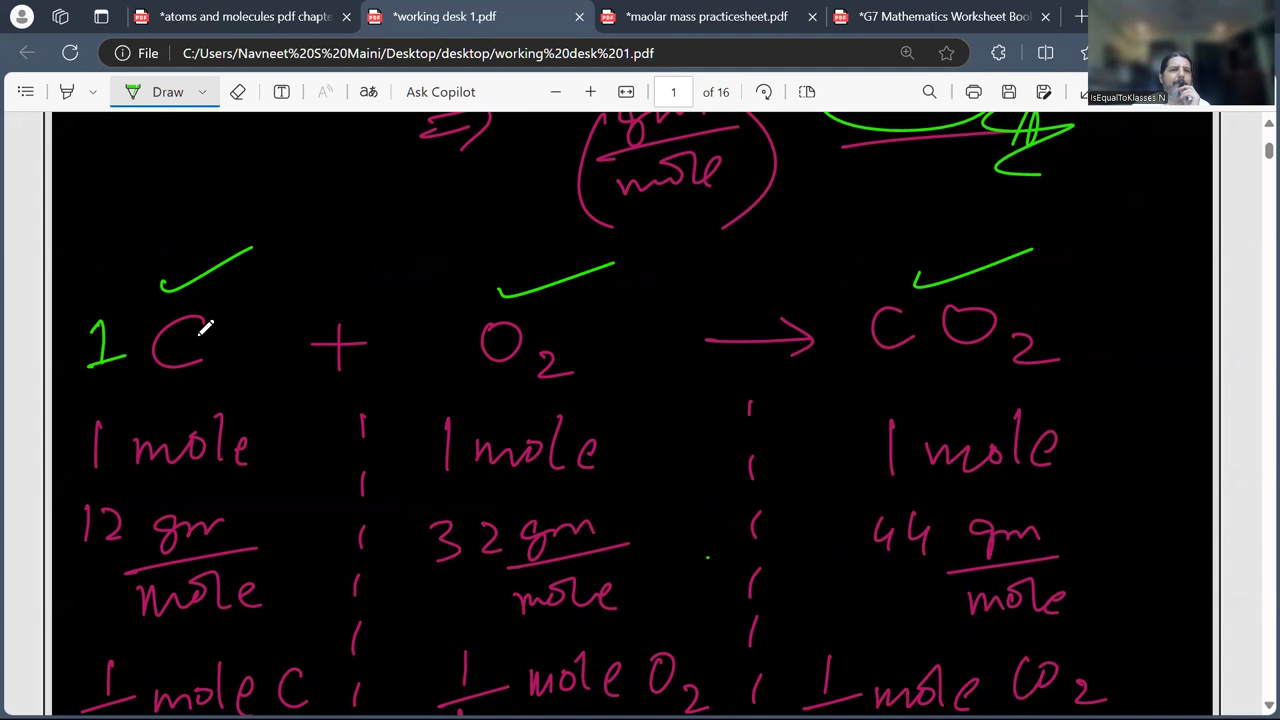 *atoms and molecules pdf chapte
*working desk 1.pdf
*maolar mass practicesheet.pdf
*G7 Mathematics Worksheet Boo
File C:/Users/Navneet%20S%20Maini/Desktop/desktop/working%20desk%201.pdf
Draw
Ask Copilot
1 of 16
IsEqualToKlasses N
gm
mole
1 C + O2 → CO2
1 mole 1 mole 1 mole
12 gm/mole 32 gm/mole 44 gm/mole
1 mole C 1 mole O2 1 mole CO2